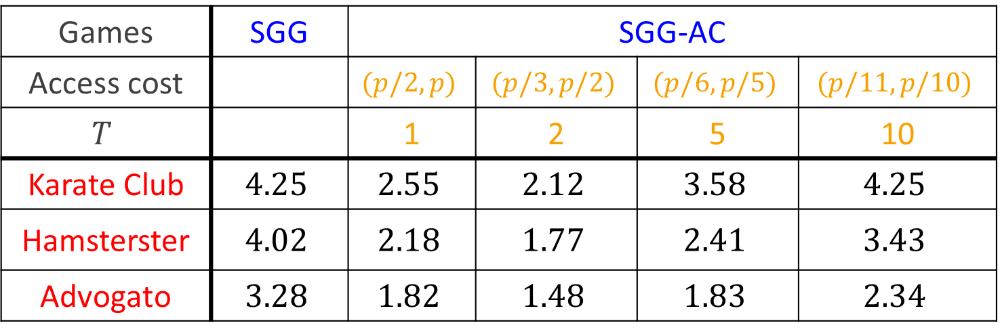 Games SGG SGG-AC
Access cost (p/2, p) (p/3, p/2) (p/6, p/5) (p/11, p/10)
T 1 2 5 10
Karate Club 4.25 2.55 2.12 3.58 4.25
Hamsterster 4.02 2.18 1.77 2.41 3.43
Advogato 3.28 1.82 1.48 1.83 2.34